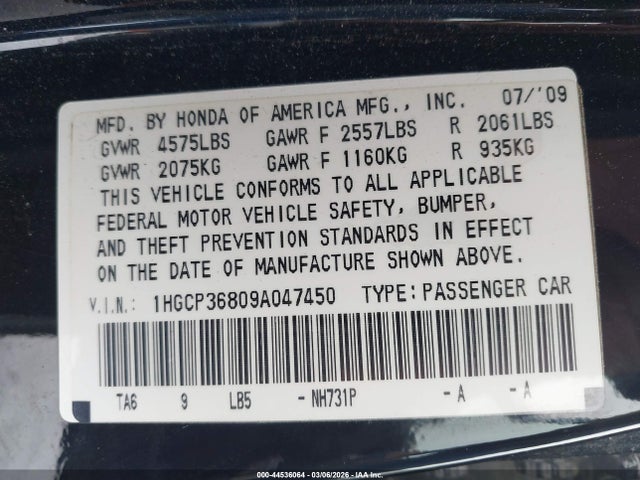 MFD. BY HONDA OF AMERICA MFG., INC. 07/'09
GVWR 4575LBS GAWR F 2557LBS R 2061LBS
GVWR 2075KG GAWR F 1160KG R 935KG
THIS VEHICLE CONFORMS TO ALL APPLICABLE
FEDERAL MOTOR VEHICLE SAFETY, BUMPER,
AND THEFT PREVENTION STANDARDS IN EFFECT
ON THE DATE OF MANUFACTURE SHOWN ABOVE.
V.I.N.: 1HGCP36809A047450 TYPE: PASSENGER CAR
TA6 9 LB5 - NH731P - A - A
000-44536064 | 03/06/2026 | IAA Inc.